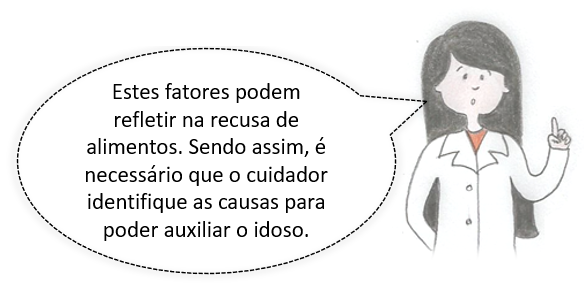 Estes fatores podem
refletir na recusa de
alimentos. Sendo assim, é
necessário que o cuidador
identifique as causas para
poder auxiliar o idoso.